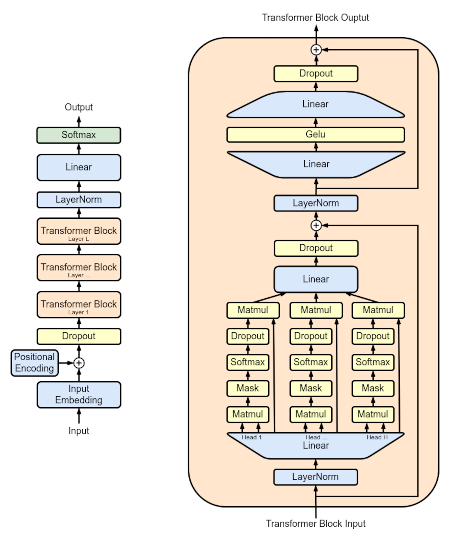 Output
Softmax
Linear
LayerNorm
Transformer Block
Layer L
Transformer Block
Layer ...
Transformer Block
Layer 1
Dropout
Positional
Encoding
+
Input
Embedding
Input
Transformer Block Ouptut
+
Dropout
Linear
Gelu
Linear
LayerNorm
+
Dropout
Linear
Matmul Matmul Matmul
Dropout Dropout Dropout
Softmax Softmax Softmax
Mask Mask Mask
Matmul Matmul Matmul
Head 1 Head ... Head H
Linear
LayerNorm
Transformer Block Input